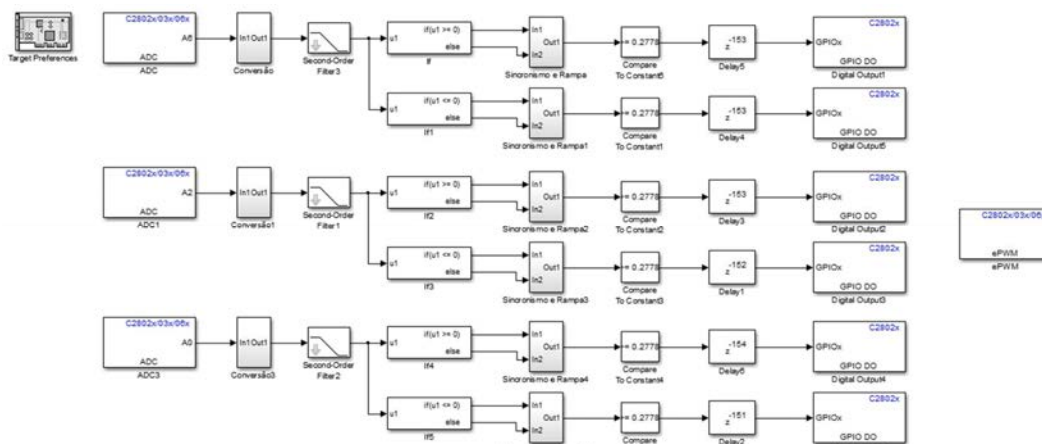 Target Preferences
C2802x/03x/06x
A6
ADC
ADC
In1 Out1
Conversão
Second-Order
Filter3
u1
if(u1 >= 0)
else
If
In1
In2
Out1
Sincronismo e Rampa
= 0.2778
Compare
To Constant6
-153
z
Delay5
C2802x
GPIOx
GPIO DO
Digital Output1
u1
if(u1 <= 0)
else
If1
In1
In2
Out1
Sincronismo e Rampa1
= 0.2778
Compare
To Constant1
-153
z
Delay4
C2802x
GPIOx
GPIO DO
Digital Output5
C2802x/03x/06x
A2
ADC
ADC1
In1 Out1
Conversão1
Second-Order
Filter1
u1
if(u1 >= 0)
else
If2
In1
In2
Out1
Sincronismo e Rampa2
= 0.2778
Compare
To Constant2
-153
z
Delay3
C2802x
GPIOx
GPIO DO
Digital Output2
u1
if(u1 <= 0)
else
If3
In1
In2
Out1
Sincronismo e Rampa3
= 0.2778
Compare
To Constant3
-152
z
Delay1
C2802x
GPIOx
GPIO DO
Digital Output3
C2802x/03x/06
ePWM
ePWM
C2802x/03x/06x
A0
ADC
ADC3
In1 Out1
Conversão3
Second-Order
Filter2
u1
if(u1 >= 0)
else
If4
In1
In2
Out1
Sincronismo e Rampa4
= 0.2778
Compare
To Constant4
-154
z
Delay6
C2802x
GPIOx
GPIO DO
Digital Output4
u1
if(u1 <= 0)
else
If5
In1
In2
Out1
= 0.2778
Compare
-151
z
Delay2
C2802x
GPIOx
GPIO DO